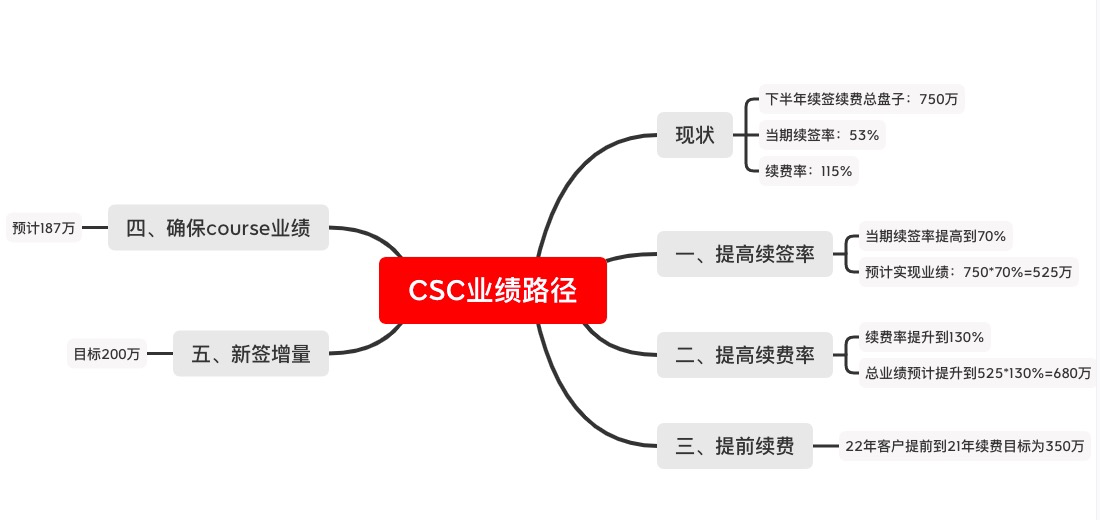 CSC业绩路径
现状
下半年续签续费总盘子：750万
当期续签率：53%
续费率：115%
一、提高续签率
当期续签率提高到70%
预计实现业绩：750*70%=525万
二、提高续费率
续费率提升到130%
总业绩预计提升到525*130%=680万
三、提前续费
22年客户提前到21年续费目标为350万
四、确保course业绩
预计187万
五、新签增量
目标200万